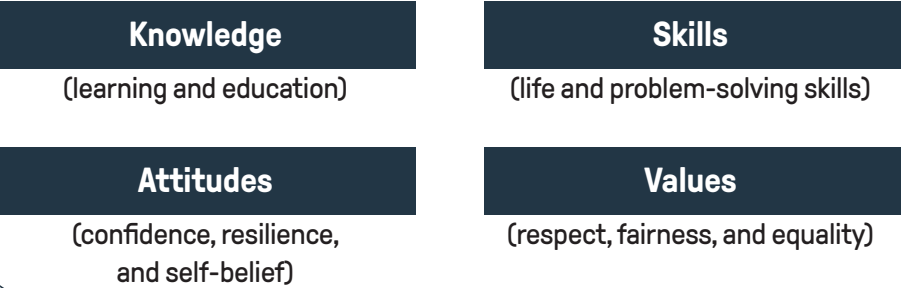 Knowledge
(learning and education)
Skills
(life and problem-solving skills)
Attitudes
(confidence, resilience,
and self-belief)
Values
(respect, fairness, and equality)